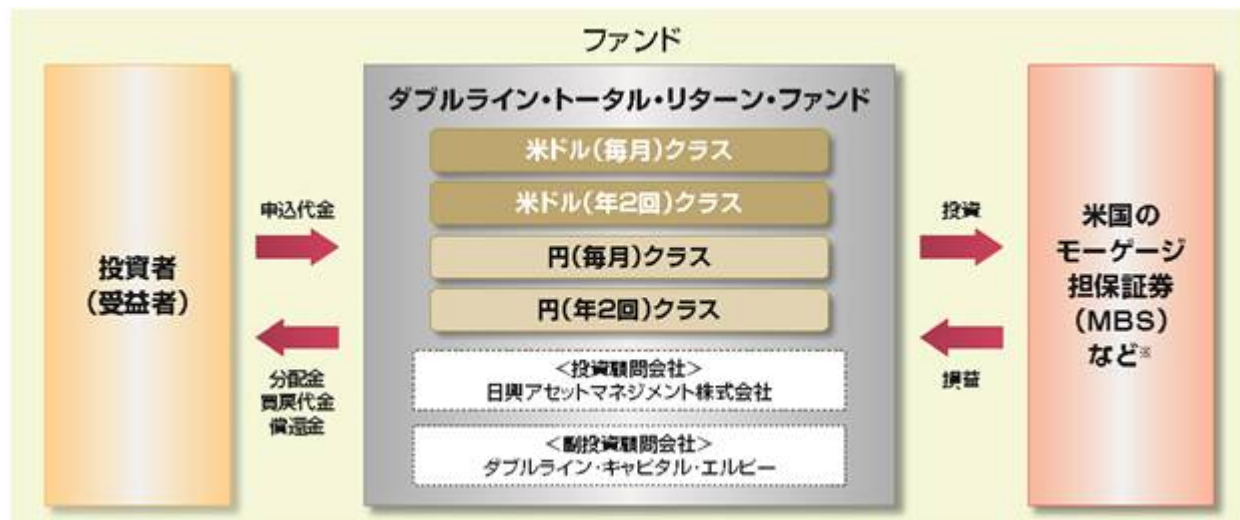 ファンド
投資者
(受益者)
申込代金
分配金
買戻代金
償還金
ダブルライン・トータル・リターン・ファンド
米ドル(毎月)クラス
米ドル(年2回)クラス
円(毎月)クラス
円(年2回)クラス
<投資顧問会社>
日興アセットマネジメント株式会社
<副投資顧問会社>
ダブルライン・キャピタル・エルピー
投資
損益
米国の
モーゲージ
担保証券
(MBS)
など※